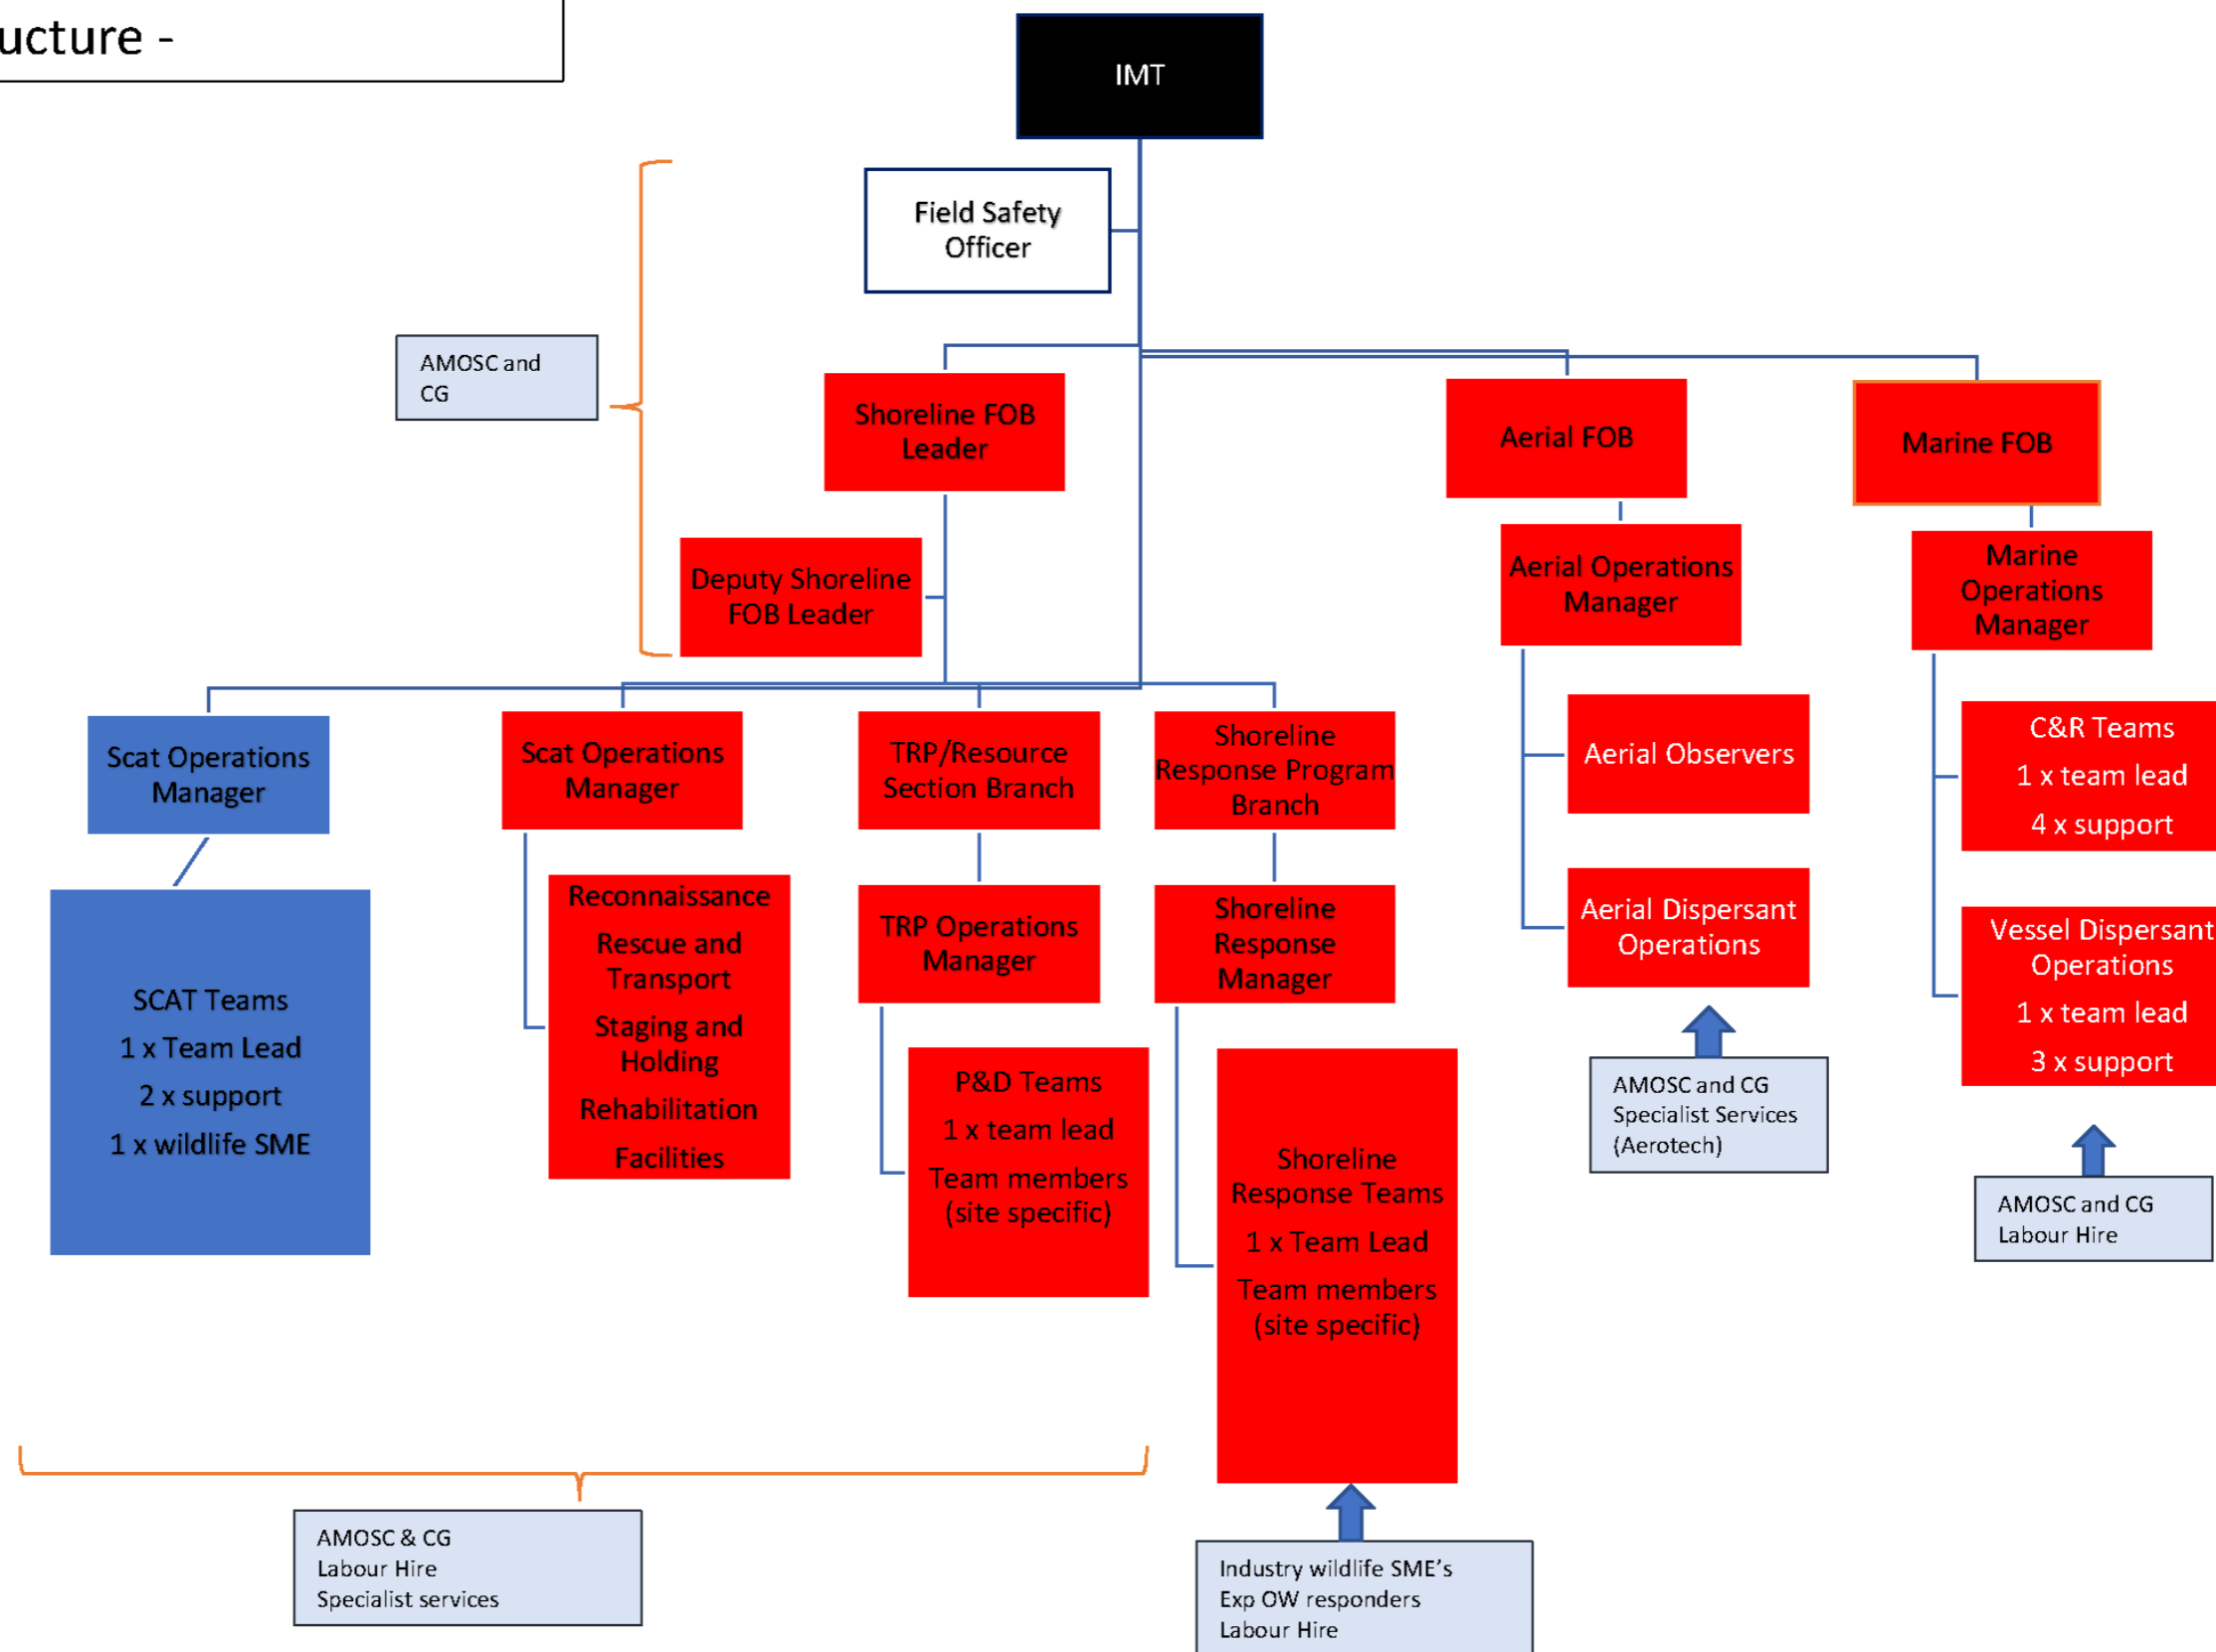 ucture -
IMT
Field Safety
Officer
AMOSC and
CG
Shoreline FOB
Leader
Aerial FOB
Marine FOB
Deputy Shoreline
FOB Leader
Aerial Operations
Manager
Marine
Operations
Manager
Scat Operations
Manager
Scat Operations
Manager
TRP/Resource
Section Branch
Shoreline
Response Program
Branch
Aerial Observers
C&R Teams
1 x team lead
4 x support
SCAT Teams
1 x Team Lead
2 x support
1 x wildlife SME
Reconnaissance
Rescue and
Transport
Staging and
Holding
Rehabilitation
Facilities
TRP Operations
Manager
Shoreline
Response
Manager
Aerial Dispersant
Operations
Vessel Dispersant
Operations
1 x team lead
3 x support
P&D Teams
1 x team lead
Team members
(site specific)
Shoreline
Response Teams
1 x Team Lead
Team members
(site specific)
AMOSC and CG
Specialist Services
(Aerotech)
AMOSC and CG
Labour Hire
AMOSC & CG
Labour Hire
Specialist services
Industry wildlife SME's
Exp OW responders
Labour Hire